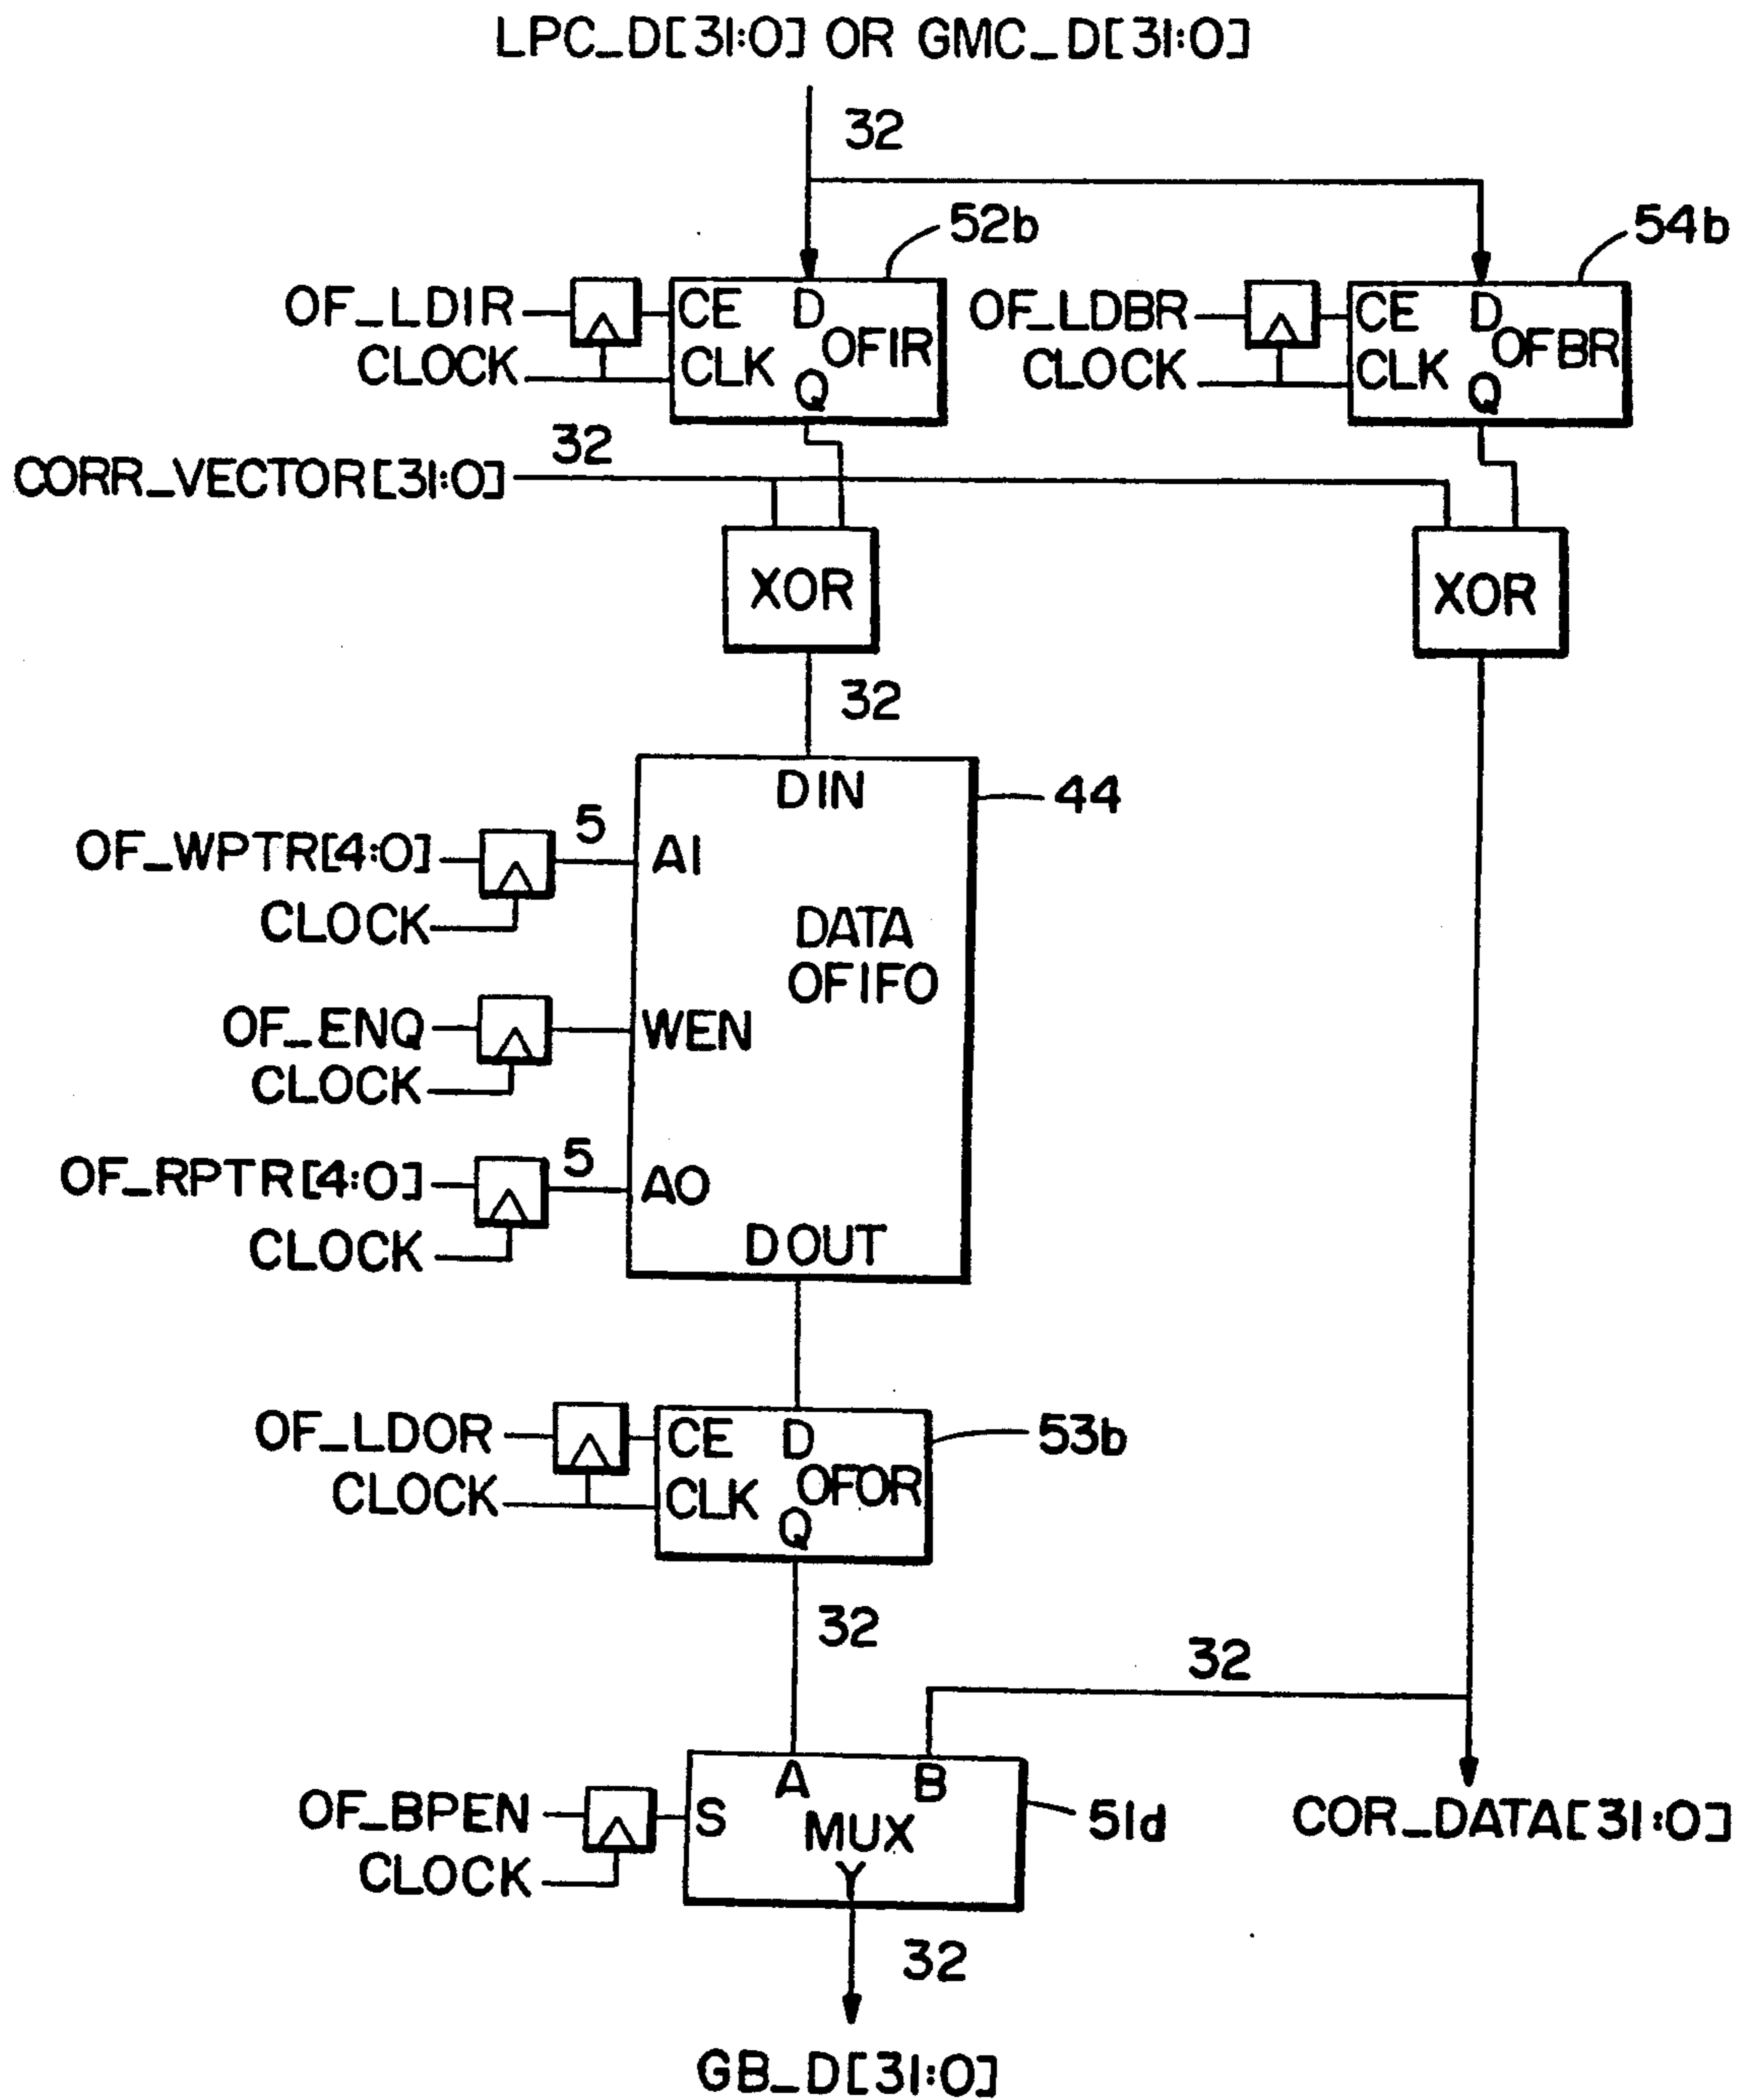 LPC_D[31:0] OR GMC_D[31:0]
32
52b
54b
OF_LDIR
CE D
OF_LDBR
CE D
OFIR
OFBR
CLOCK
CLK
CLOCK
CLK
Q
Q
32
CORR_VECTOR[31:0]
XOR
XOR
32
DIN
44
5
OF_WPTR[4:0]
AI
CLOCK
DATA
OFIFO
OF_ENQ
WEN
CLOCK
5
OF_RPTR[4:0]
AO
CLOCK
DOUT
OF_LDOR
CE D
53b
OFOR
CLOCK
CLK
Q
32
32
A B
OF_BPEN
S
MUX
51d
COR_DATA[31:0]
CLOCK
Y
32
GB_D[31:0]